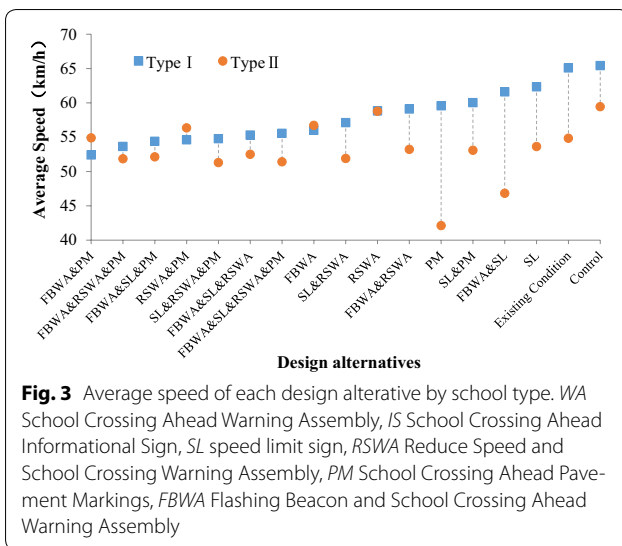 Type I
Type II
Average Speed (km/h)
70
65
60
55
50
45
40
FBWA&PM
FBWA&RSWA&PM
FBWA&SL&PM
RSWA&PM
SL&RSWA&PM
FBWA&SL&RSWA
FBWA&SL&RSWA&PM
FBWA
SL&RSWA
RSWA
FBWA&RSWA
PM
SL&PM
FBWA&SL
SL
Existing Condition
Control
Design alternatives
Fig. 3 Average speed of each design alterative by school type. WA
School Crossing Ahead Warning Assembly, IS School Crossing Ahead
Informational Sign, SL speed limit sign, RSWA Reduce Speed and
School Crossing Warning Assembly, PM School Crossing Ahead Pave-
ment Markings, FBWA Flashing Beacon and School Crossing Ahead
Warning Assembly